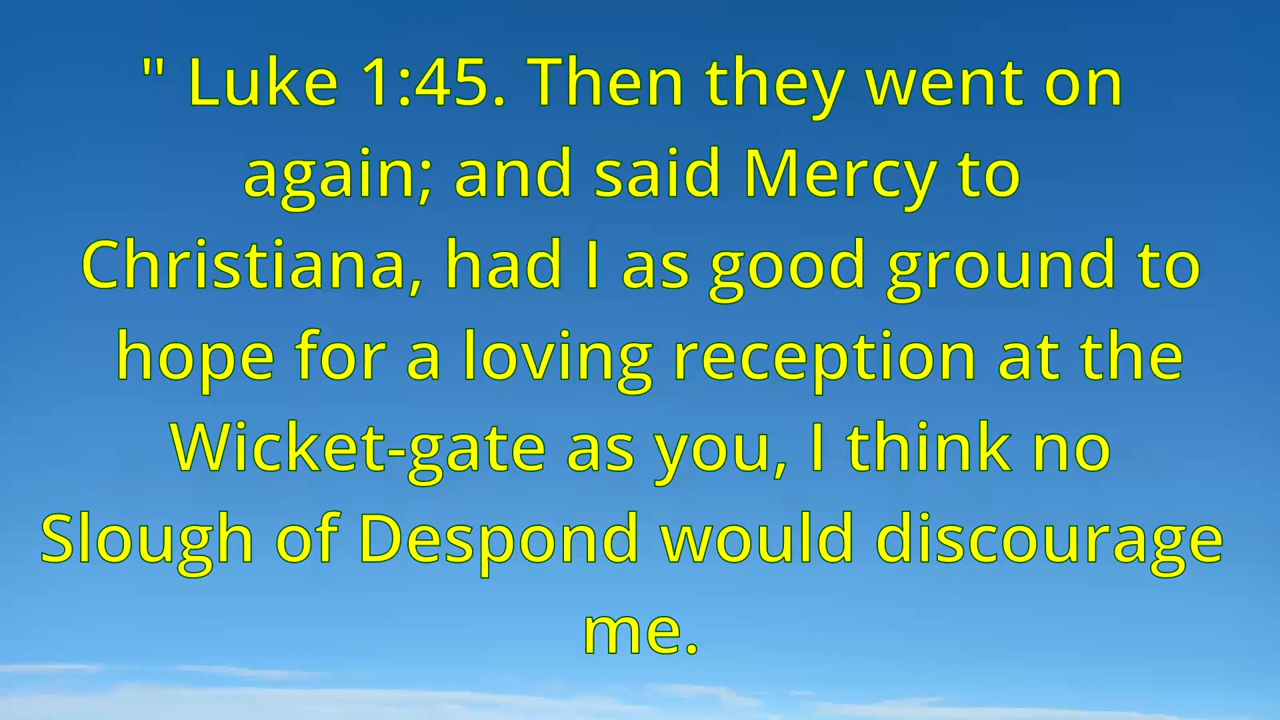 " Luke 1:45. Then they went on
again; and said Mercy to
Christiana, had I as good ground to
hope for a loving reception at the
Wicket-gate as you, I think no
Slough of Despond would discourage
me.